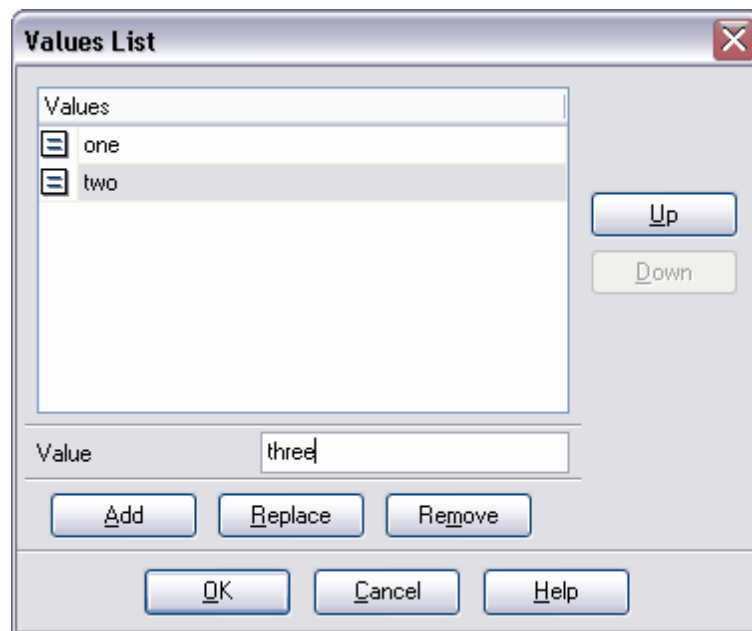 Values List
Values
one
two
Up
Down
Value three
Add Replace Remove
OK Cancel Help